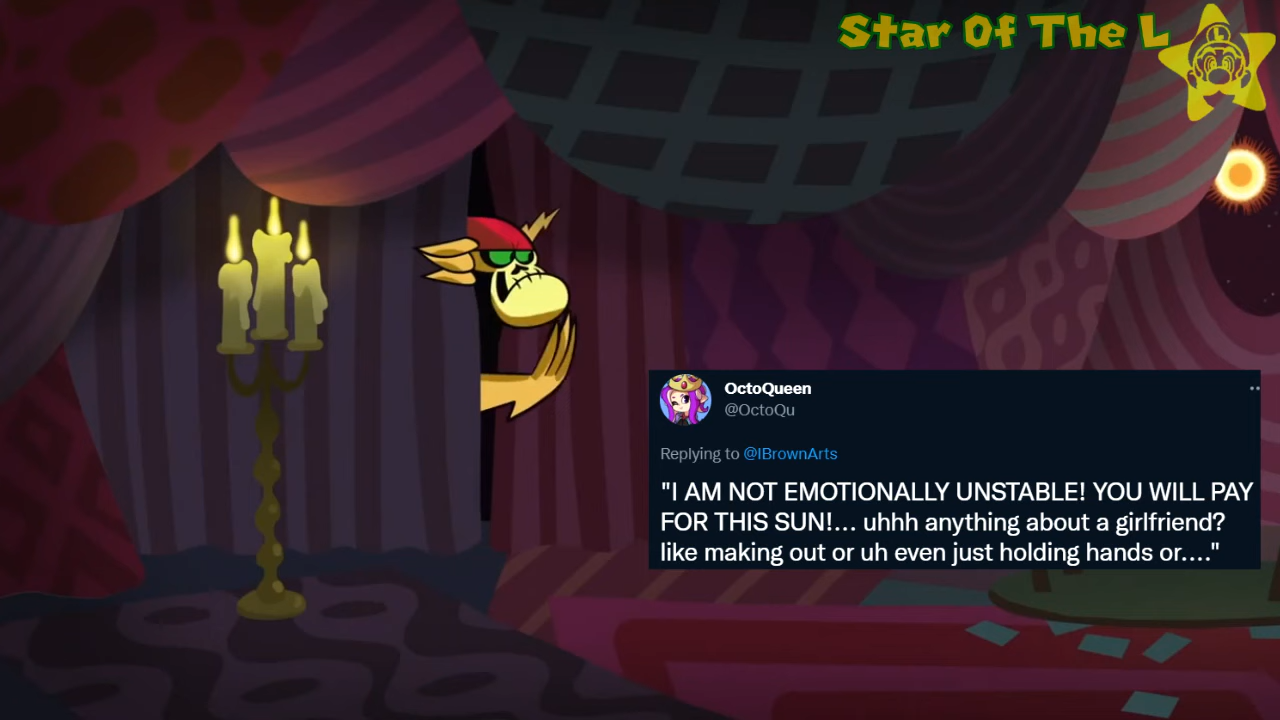 Star Of The L
OctoQueen
@OctoQu
Replying to @IBrownArts
"I AM NOT EMOTIONALLY UNSTABLE! YOU WILL PAY
FOR THIS SUN!... uhhh anything about a girlfriend?
like making out or uh even just holding hands or...."